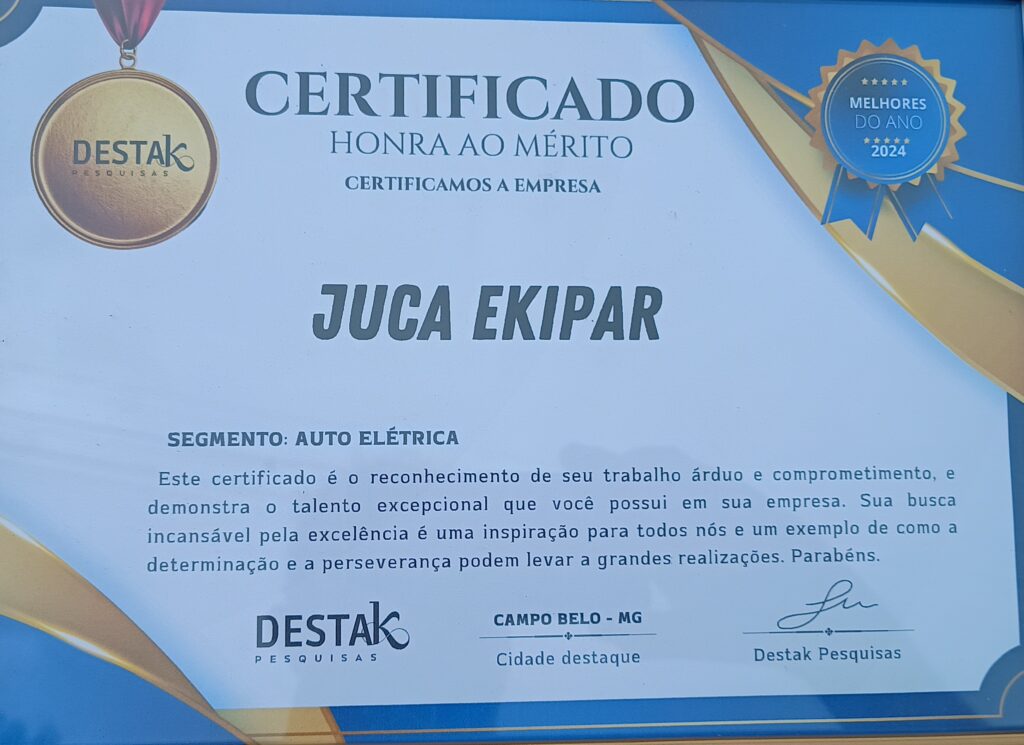 CERTIFICADO
HONRA AO MÉRITO
CERTIFICAMOS A EMPRESA
DESTAK
PESQUISAS
MELHORES
DO ANO
2024
JUCA EKIPAR
SEGMENTO: AUTO ELÉTRICA
Este certificado é o reconhecimento de seu trabalho árduo e comprometimento, e
demonstra o talento excepcional que você possui em sua empresa. Sua busca
incansável pela excelência é uma inspiração para todos nós e um exemplo de como a
determinação e a perseverança podem levar a grandes realizações. Parabéns.
DESTAK
PESQUISAS
CAMPO BELO - MG
Cidade destaque
Destak Pesquisas